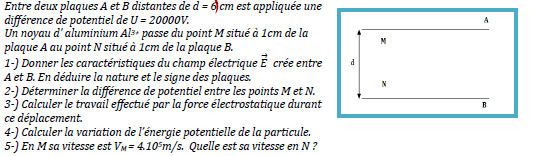 Entre deux plaques A et B distantes de d = 6)cm est appliquée une
différence de potentiel de U = 20000V.
Un noyau d' aluminium Al³⁺ passe du point M situé à 1cm de la
plaque A au point N situé à 1cm de la plaque B.
1-) Donner les caractéristiques du champ électrique E⃗ crée entre
A et B. En déduire la nature et le signe des plaques.
2-) Déterminer la différence de potentiel entre les points M et N.
3-) Calculer le travail effectué par la force électrostatique durant
ce déplacement.
4-) Calculer la variation de l'énergie potentielle de la particule.
5-) En M sa vitesse est V_M = 4.10⁵m/s. Quelle est sa vitesse en N ?
A
M
d
N
B